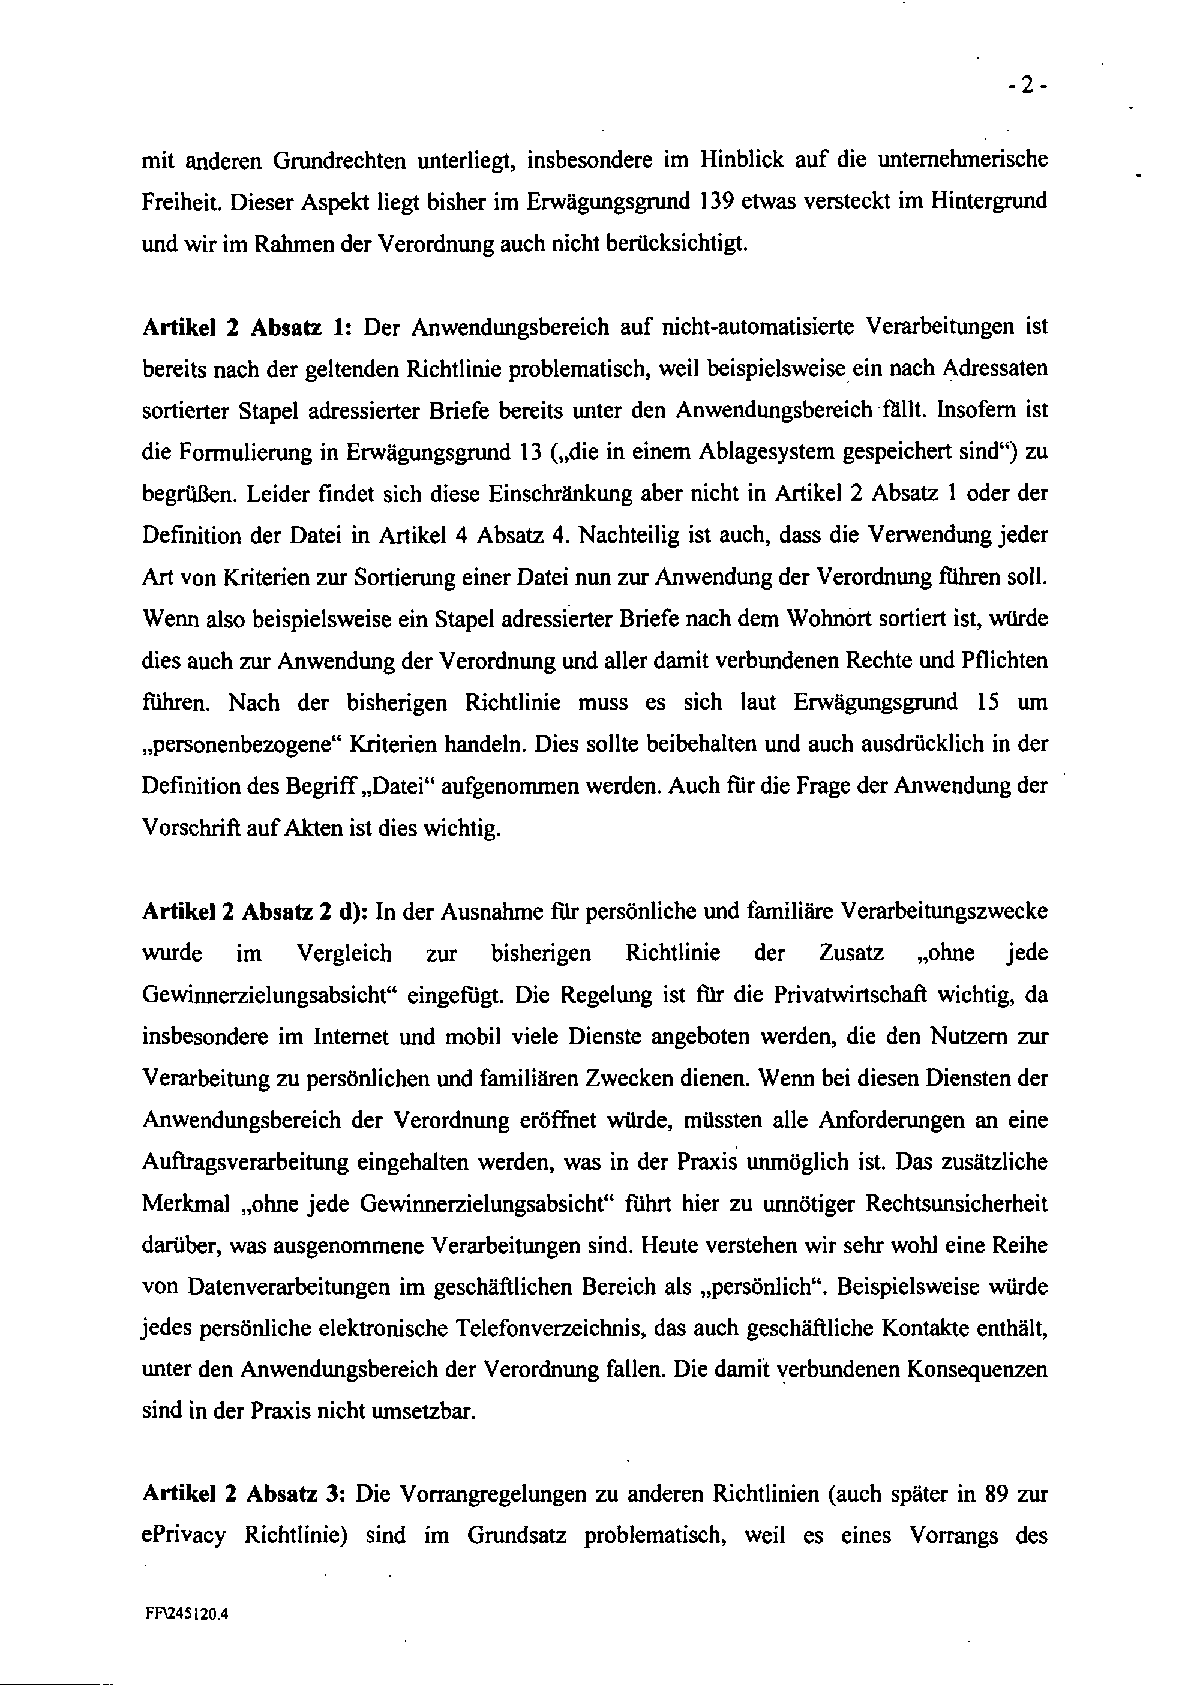 - 2 -
mit anderen Grundrechten unterliegt, insbesondere im Hinblick auf die unternehmerische
Freiheit. Dieser Aspekt liegt bisher im Erwägungsgrund 139 etwas versteckt im Hintergrund
und wir im Rahmen der Verordnung auch nicht berücksichtigt.
Artikel 2 Absatz 1: Der Anwendungsbereich auf nicht-automatisierte Verarbeitungen ist
bereits nach der geltenden Richtlinie problematisch, weil beispielsweise ein nach Adressaten
sortierter Stapel adressierter Briefe bereits unter den Anwendungsbereich fällt. Insofern ist
die Formulierung in Erwägungsgrund 13 („die in einem Ablagesystem gespeichert sind“) zu
begrüßen. Leider findet sich diese Einschränkung aber nicht in Artikel 2 Absatz 1 oder der
Definition der Datei in Artikel 4 Absatz 4. Nachteilig ist auch, dass die Verwendung jeder
Art von Kriterien zur Sortierung einer Datei nun zur Anwendung der Verordnung führen soll.
Wenn also beispielsweise ein Stapel adressierter Briefe nach dem Wohnort sortiert ist, würde
dies auch zur Anwendung der Verordnung und aller damit verbundenen Rechte und Pflichten
führen. Nach der bisherigen Richtlinie muss es sich laut Erwägungsgrund 15 um
„personenbezogene“ Kriterien handeln. Dies sollte beibehalten und auch ausdrücklich in der
Definition des Begriff „Datei“ aufgenommen werden. Auch für die Frage der Anwendung der
Vorschrift auf Akten ist dies wichtig.
Artikel 2 Absatz 2 d): In der Ausnahme für persönliche und familiäre Verarbeitungszwecke
wurde im Vergleich zur bisherigen Richtlinie der Zusatz „ohne jede
Gewinnerzielungsabsicht“ eingefügt. Die Regelung ist für die Privatwirtschaft wichtig, da
insbesondere im Internet und mobil viele Dienste angeboten werden, die den Nutzern zur
Verarbeitung zu persönlichen und familiären Zwecken dienen. Wenn bei diesen Diensten der
Anwendungsbereich der Verordnung eröffnet würde, müssten alle Anforderungen an eine
Auftragsverarbeitung eingehalten werden, was in der Praxis unmöglich ist. Das zusätzliche
Merkmal „ohne jede Gewinnerzielungsabsicht“ führt hier zu unnötiger Rechtsunsicherheit
darüber, was ausgenommene Verarbeitungen sind. Heute verstehen wir sehr wohl eine Reihe
von Datenverarbeitungen im geschäftlichen Bereich als „persönlich“. Beispielsweise würde
jedes persönliche elektronische Telefonverzeichnis, das auch geschäftliche Kontakte enthält,
unter den Anwendungsbereich der Verordnung fallen. Die damit verbundenen Konsequenzen
sind in der Praxis nicht umsetzbar.
Artikel 2 Absatz 3: Die Vorrangregelungen zu anderen Richtlinien (auch später in 89 zur
ePrivacy Richtlinie) sind im Grundsatz problematisch, weil es eines Vorrangs des
FF\245120.4